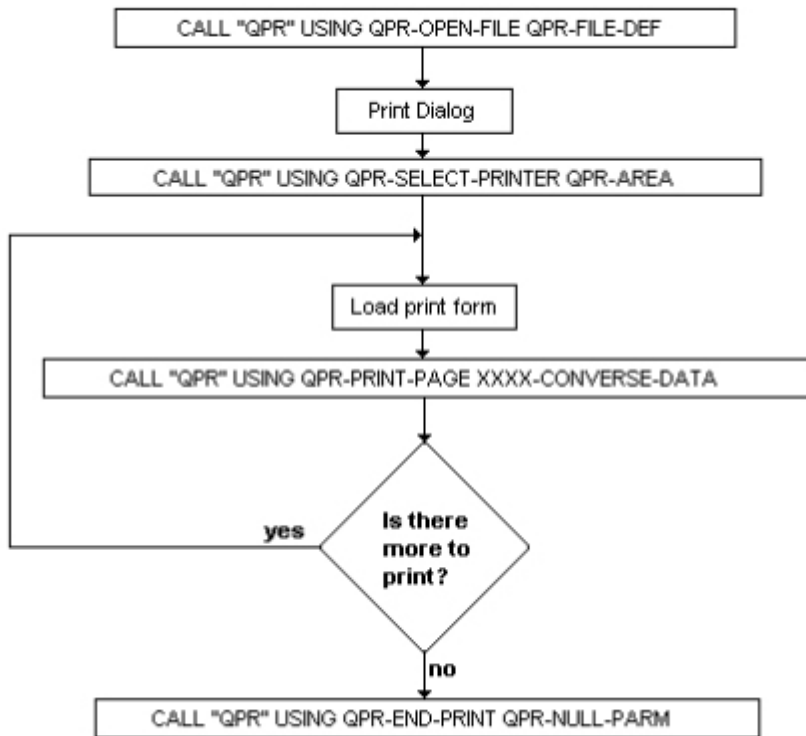 CALL "QPR" USING QPR-OPEN-FILE QPR-FILE-DEF
Print Dialog
CALL "QPR" USING QPR-SELECT-PRINTER QPR-AREA
Load print form
CALL "QPR" USING QPR-PRINT-PAGE XXXX-CONVERSE-DATA
Is there
more to
print?
yes
no
CALL "QPR" USING QPR-END-PRINT QPR-NULL-PARM